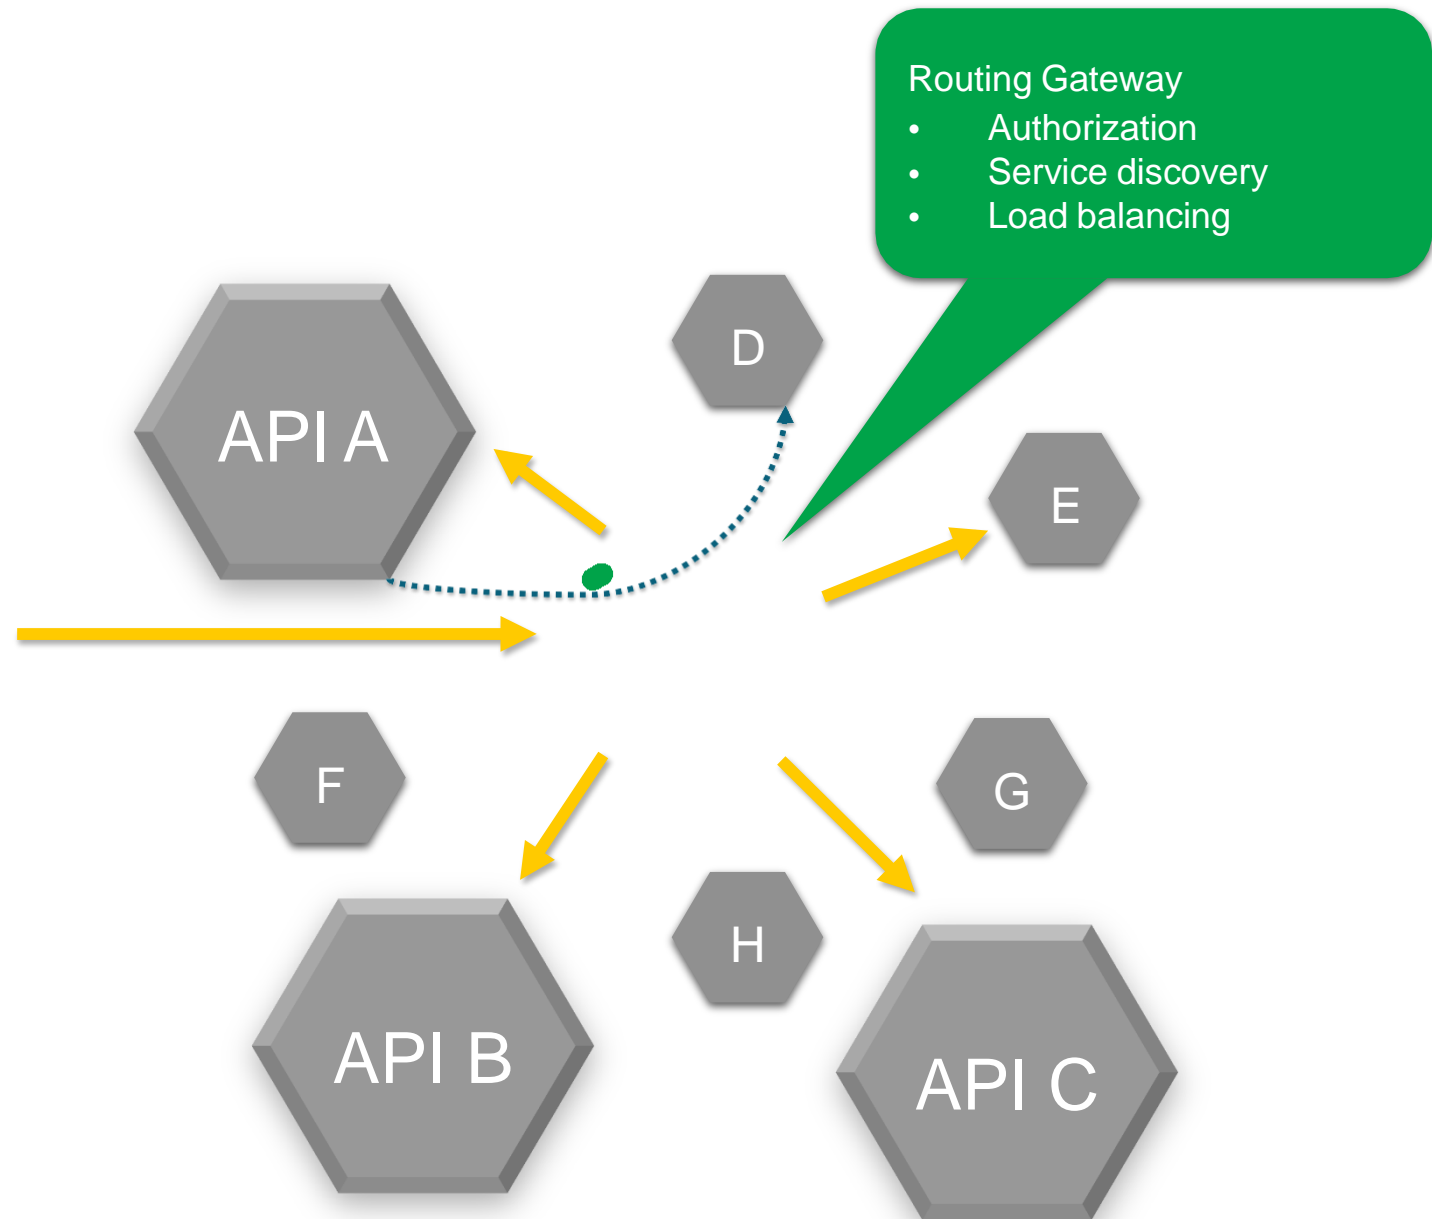 Routing Gateway
• Authorization
• Service discovery
• Load balancing
D
API A
E
F
G
H
API B
API C